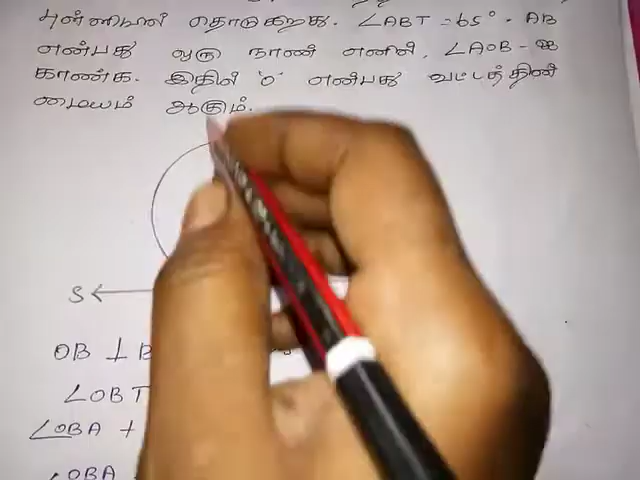 தொடுகிறது. ∠ABT = 65°. AB
என்பது ஒரு நாண் எனில், ∠AOB - ஐ
காண்க. இதில் 'O' என்பது வட்டத்தின்
மையம் ஆகும்.
S
OB ⊥ B
∠OBT
∠OBA +
∠OBA